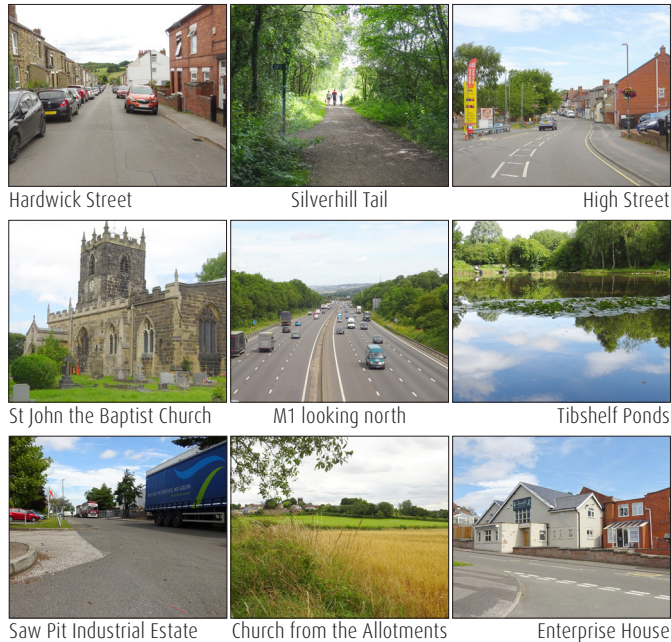 Hardwick Street
Silverhill Tail
High Street
St John the Baptist Church
M1 looking north
Tibshelf Ponds
Saw Pit Industrial Estate
Church from the Allotments
Enterprise House